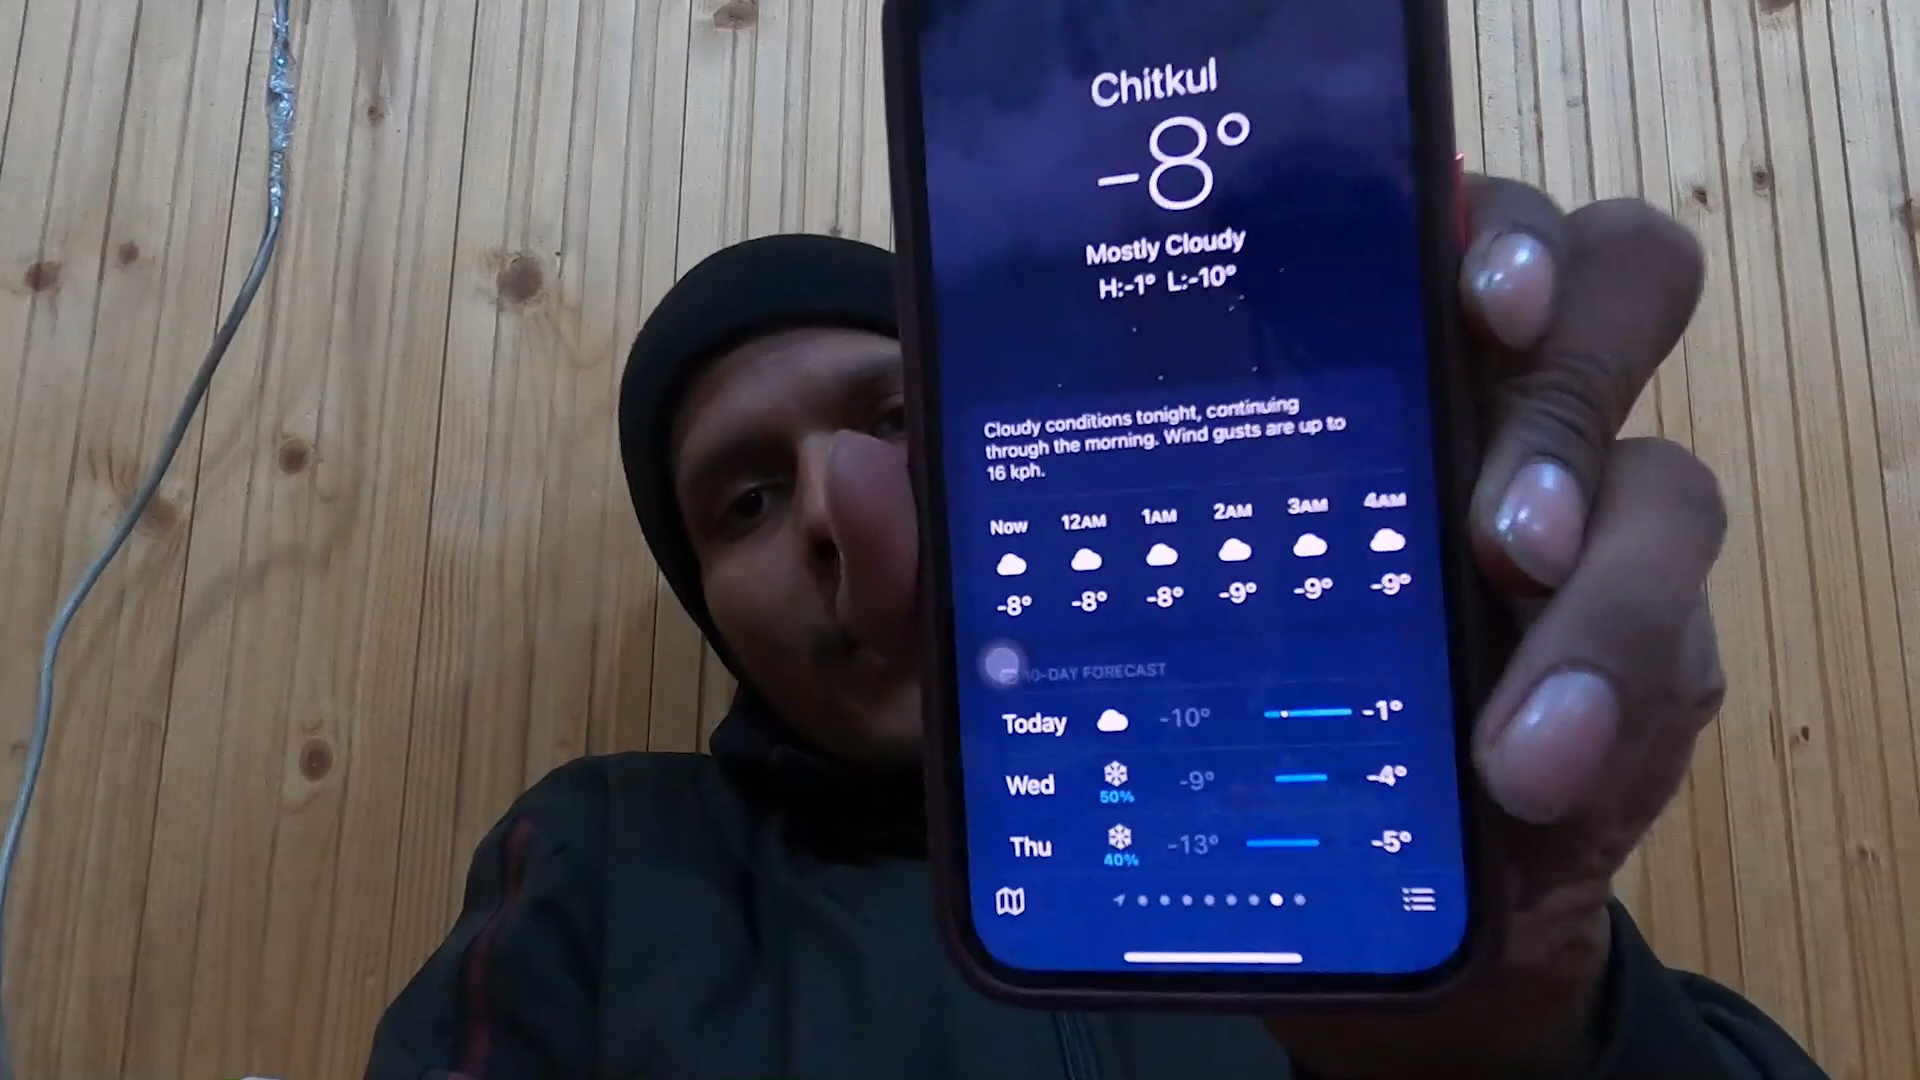 Chitkul
-8°
Mostly Cloudy
H:-1° L:-10°
Cloudy conditions tonight, continuing
through the morning. Wind gusts are up to
16 kph.
Now 12AM 1AM 2AM 3AM 4AM
-8° -8° -8° -9° -9° -9°
10-DAY FORECAST
Today -10° -1°
Wed 50% -9° -4°
Thu 40% -13° -5°